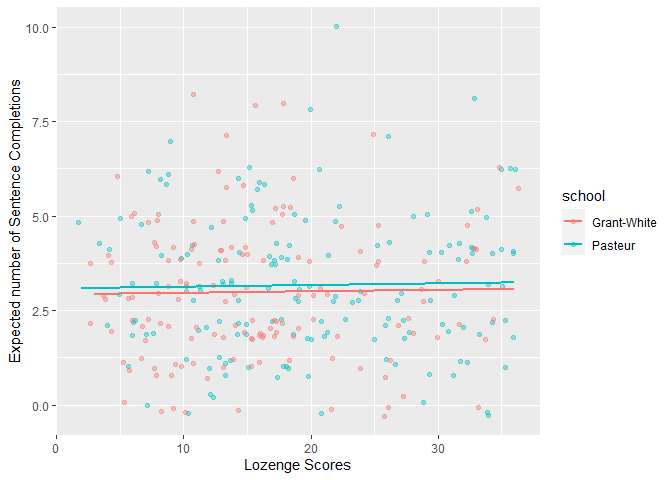 10.0
7.5
5.0
2.5
0.0
0
10
20
30
Lozenge Scores
Expected number of Sentence Completions
school
Grant-White
Pasteur